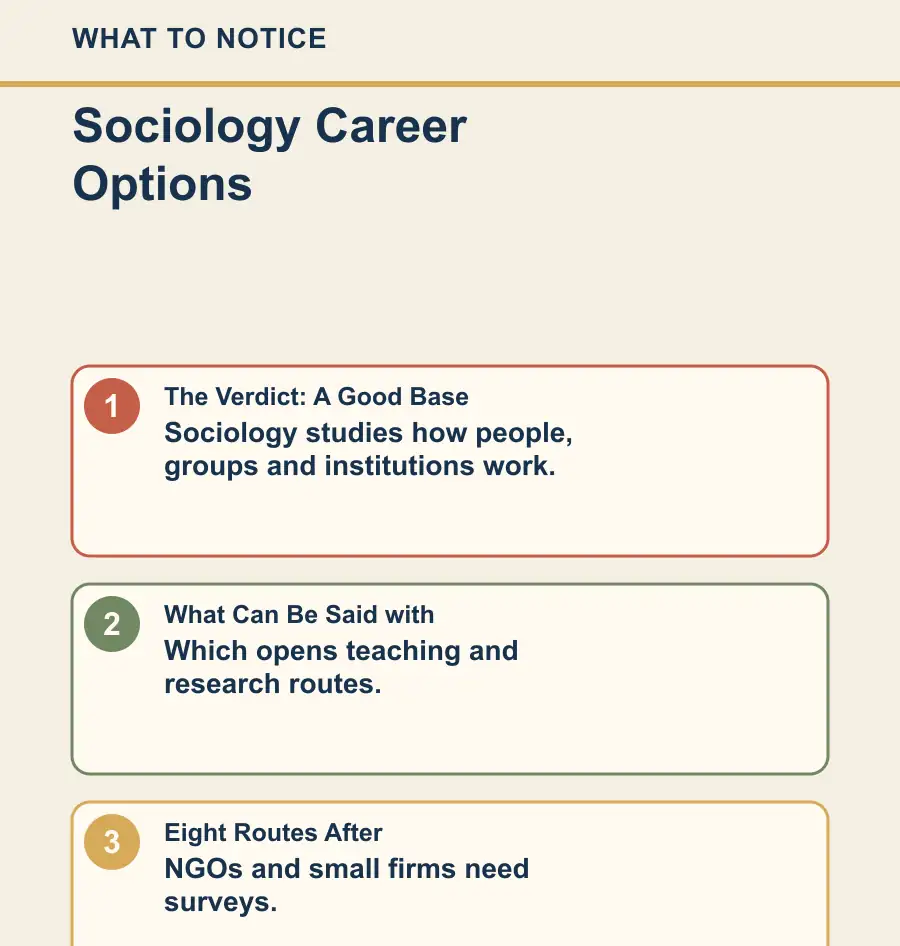 WHAT TO NOTICE
Sociology Career
Options
1
The Verdict: A Good Base
Sociology studies how people,
groups and institutions work.
2
What Can Be Said with
Which opens teaching and
research routes.
3
Eight Routes After
NGOs and small firms need
surveys.